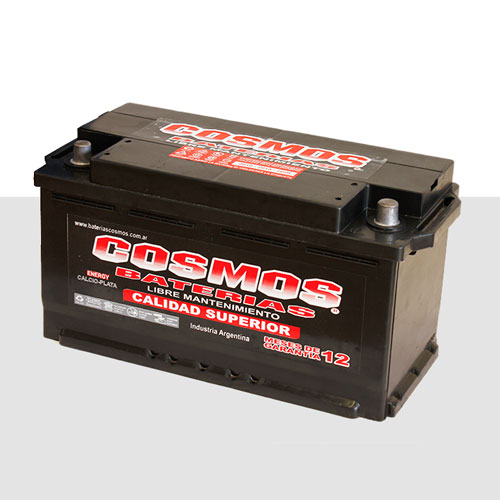 COSMOS
BATERIAS
LIBRE MANTENIMIENTO
www.bateriascosmos.com.ar
COSMOS
BATERIAS
ENERGY
CALCIO-PLATA
LIBRE MANTENIMIENTO
CALIDAD SUPERIOR
Industria Argentina
MESES DE
GARANTIA 12